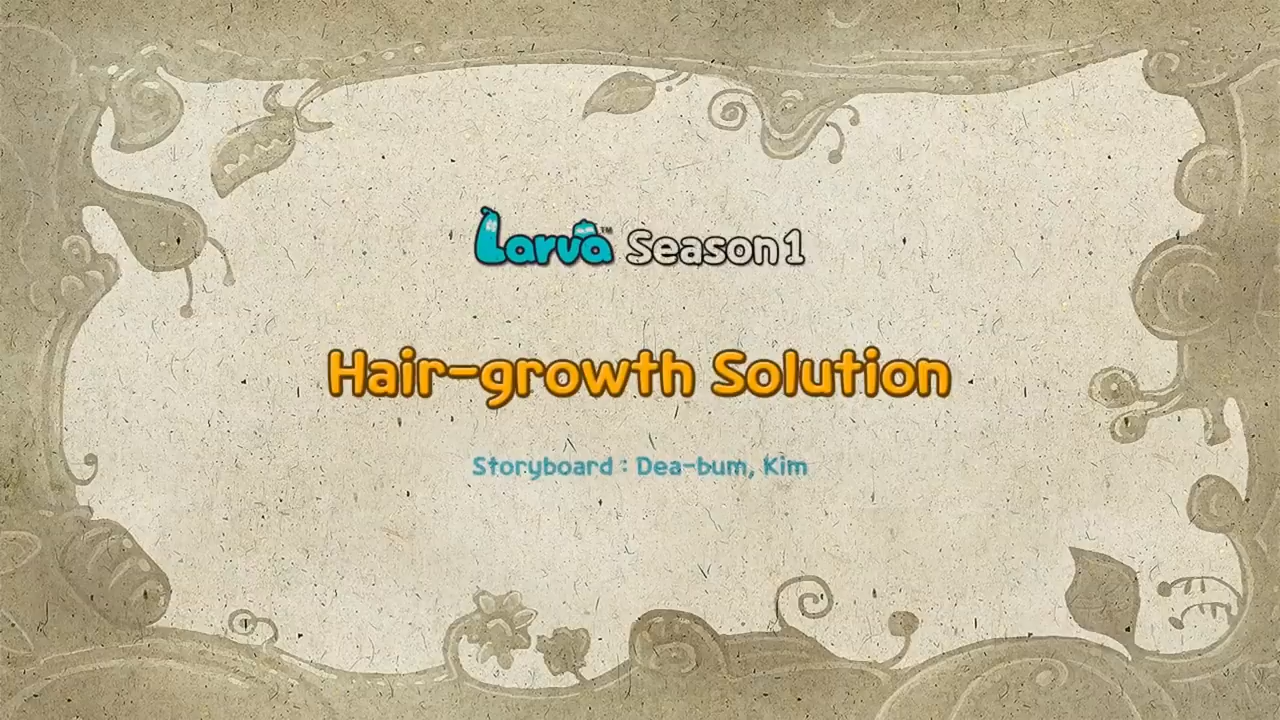 Larva™ Season 1
Hair-growth Solution
Storyboard : Dea-bum, Kim